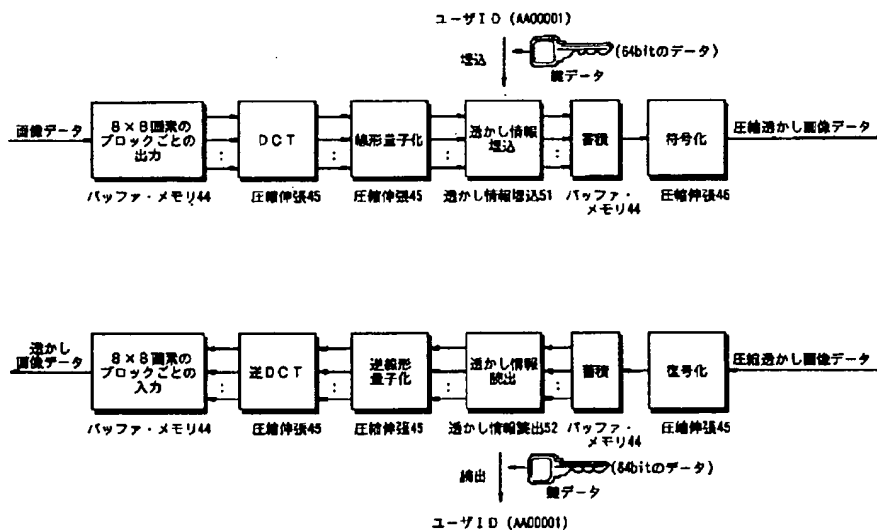 ユーザID (AA00001)
埋込
(64bitのデータ)
鍵データ
画像データ
8×8画素の
ブロックごとの
出力
DCT
線形量子化
透かし情報
埋込
蓄積
符号化
圧縮透かし画像データ
バッファ・
メモリ44
圧縮伸張45
圧縮伸張45
透かし情報埋込51
バッファ・
メモリ44
圧縮伸張46
透かし
画像データ
8×8画素の
ブロックごとの
入力
逆DCT
逆線形
量子化
透かし情報
読出
蓄積
復号化
圧縮透かし画像データ
バッファ・メモリ44
圧縮伸張45
圧縮伸張45
透かし情報読出52
バッファ・
メモリ44
圧縮伸張45
読出
(64bitのデータ)
鍵データ
ユーザID (AA00001)